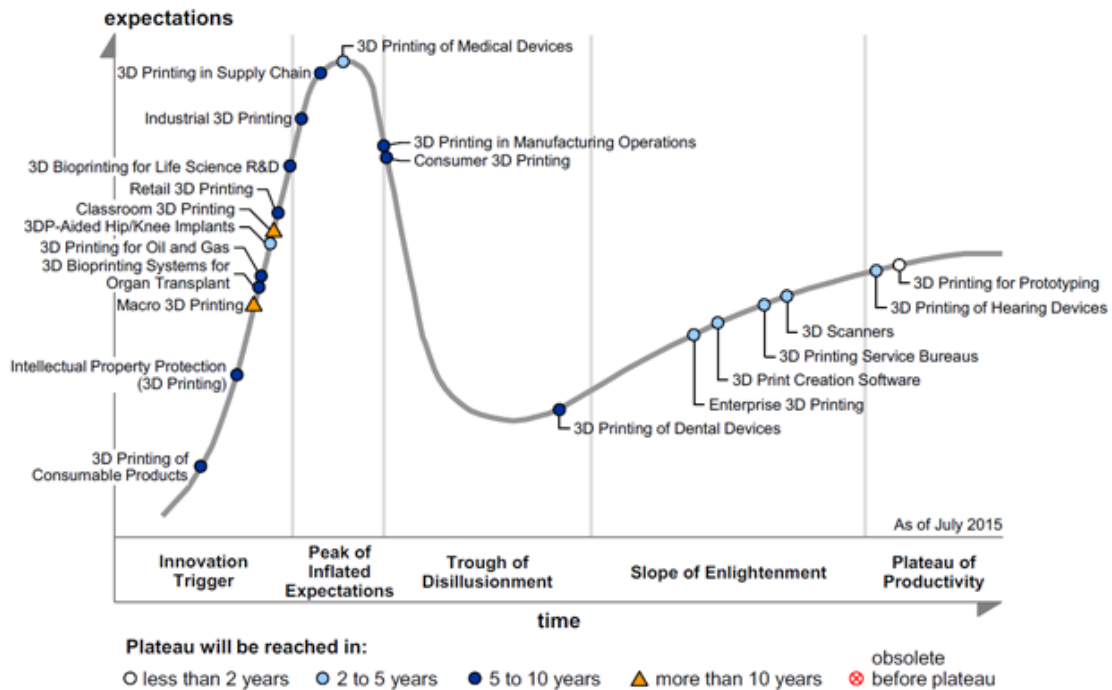 expectations
3D Printing of Medical Devices
3D Printing in Supply Chain
Industrial 3D Printing
3D Printing in Manufacturing Operations
Consumer 3D Printing
3D Bioprinting for Life Science R&D
Retail 3D Printing
Classroom 3D Printing
3DP-Aided Hip/Knee Implants
3D Printing for Oil and Gas
3D Bioprinting Systems for
Organ Transplant
Macro 3D Printing
Intellectual Property Protection
(3D Printing)
3D Printing of
Consumable Products
3D Printing for Prototyping
3D Printing of Hearing Devices
3D Scanners
3D Printing Service Bureaus
3D Print Creation Software
Enterprise 3D Printing
3D Printing of Dental Devices
As of July 2015
Innovation
Trigger
Peak of
Inflated
Expectations
Trough of
Disillusionment
Slope of Enlightenment
Plateau of
Productivity
time
Plateau will be reached in:
less than 2 years
2 to 5 years
5 to 10 years
more than 10 years
obsolete
before plateau